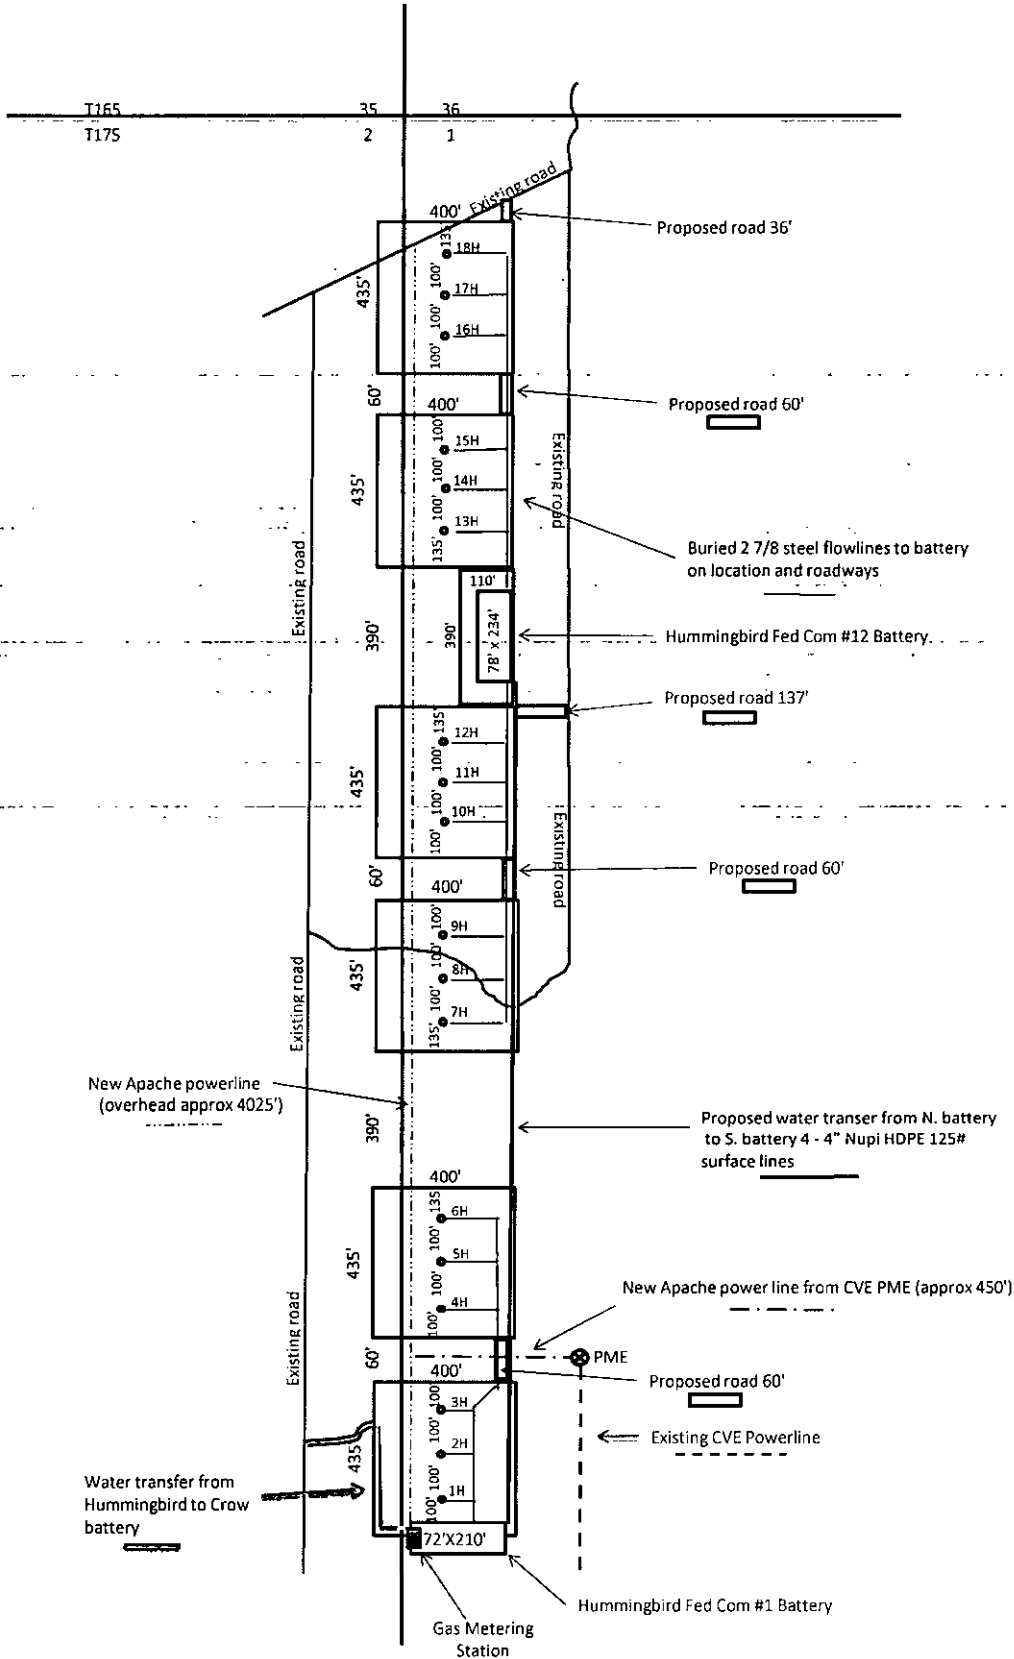 T165
35
36
T175
2
1
Existing road
400'
Proposed road 36'
135
18H
100'
435'
17H
100'
16H
100'
60'
400'
Proposed road 60'
100'
15H
100'
Existing road
435'
14H
100'
13H
135'
Buried 2 7/8 steel flowlines to battery
on location and roadways
Existing road
110'
390'
390'
78' x 234'
Hummingbird Fed Com #12 Battery.
Proposed road 137'
135'
12H
100'
435'
11H
100'
10H
100'
Existing road
60'
400'
Proposed road 60'
100'
9H
100'
435'
8H
100'
7H
135'
Existing road
New Apache powerline
(overhead approx 4025')
390'
Proposed water transer from N. battery
to S. battery 4 - 4" Nupi HDPE 125#
surface lines
400'
135
6H
100'
435'
5H
100'
4H
100'
New Apache power line from CVE PME (approx 450')
Existing road
60'
400'
PME
Proposed road 60'
100'
3H
100'
435'
2H
100'
1H
100'
Existing CVE Powerline
Water transfer from
Hummingbird to Crow
battery
72'X210'
Hummingbird Fed Com #1 Battery
Gas Metering
Station